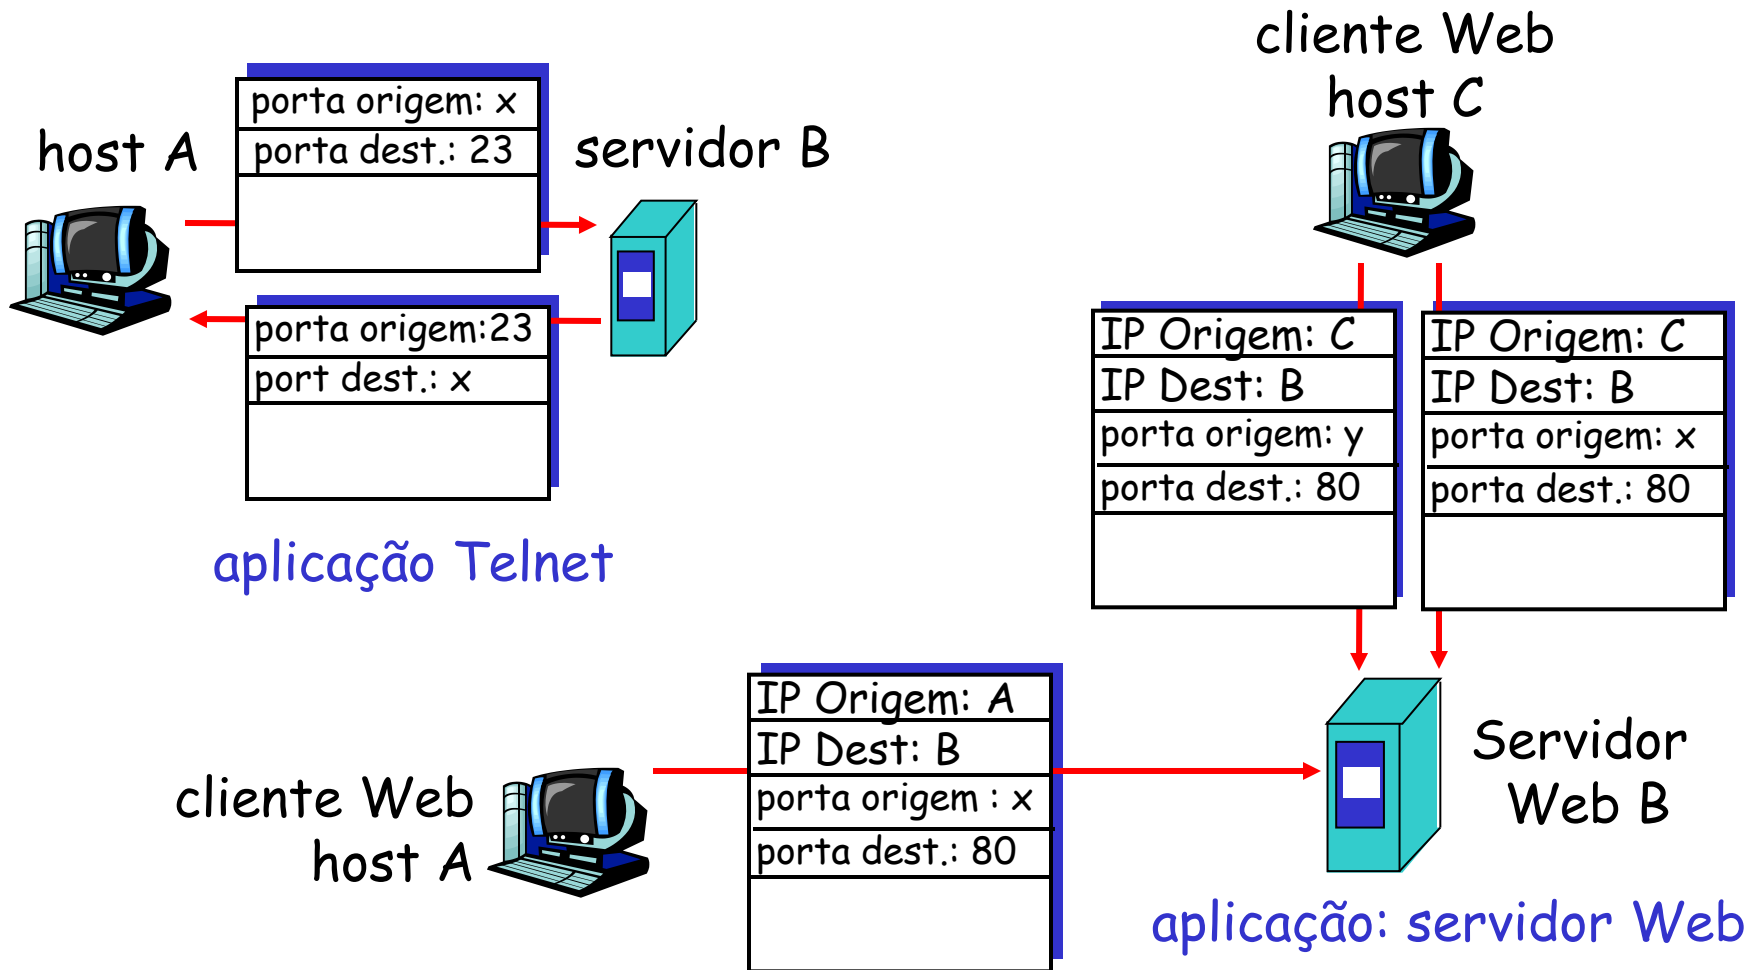 host A
porta origem: x
porta dest.: 23
servidor B
porta origem:23
port dest.: x
aplicação Telnet
cliente Web
host C
IP Origem: C
IP Dest: B
porta origem: y
porta dest.: 80
IP Origem: C
IP Dest: B
porta origem: x
porta dest.: 80
cliente Web
host A
IP Origem: A
IP Dest: B
porta origem : x
porta dest.: 80
Servidor
Web B
aplicação: servidor Web